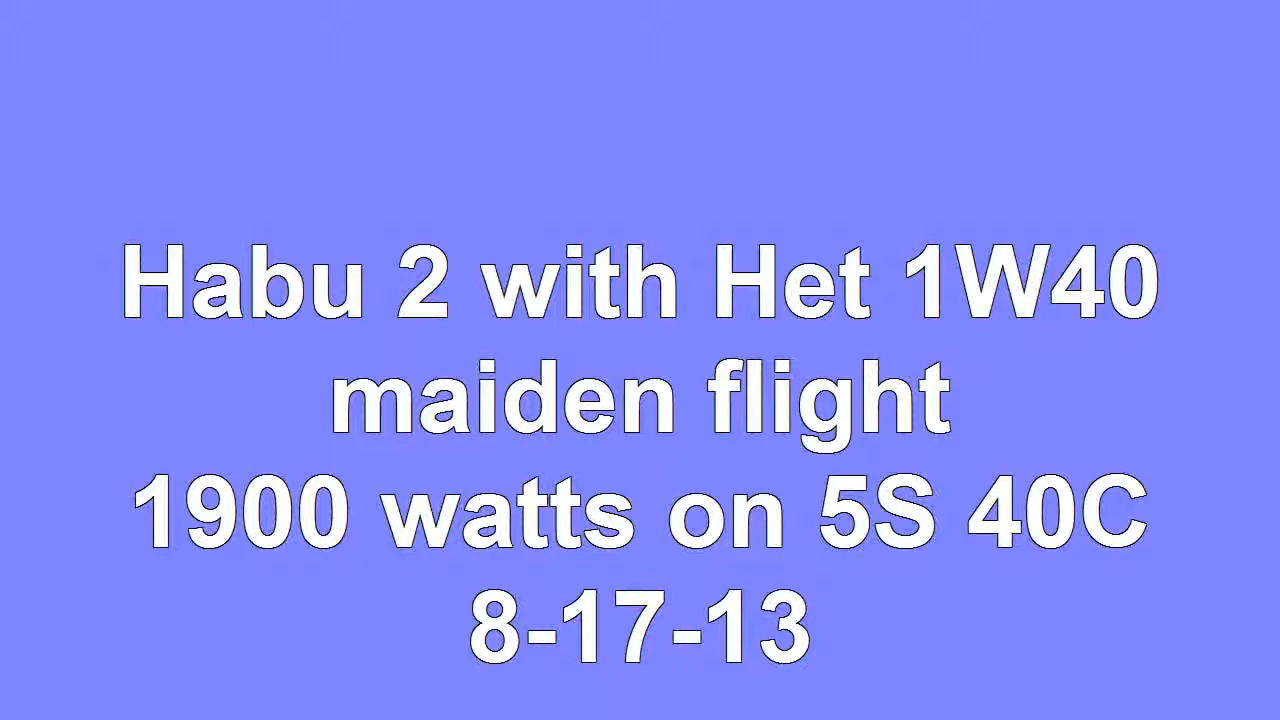 Habu 2 with Het 1W40
maiden flight
1900 watts on 5S 40C
8-17-13